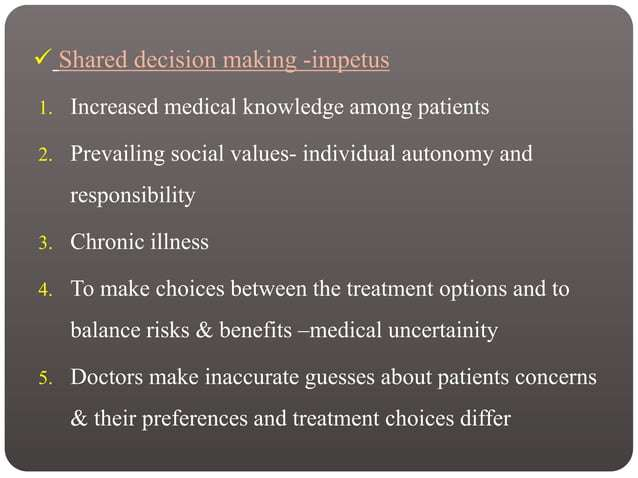 ✓ Shared decision making -impetus
1. Increased medical knowledge among patients
2. Prevailing social values- individual autonomy and
responsibility
3. Chronic illness
4. To make choices between the treatment options and to
balance risks & benefits –medical uncertainity
5. Doctors make inaccurate guesses about patients concerns
& their preferences and treatment choices differ